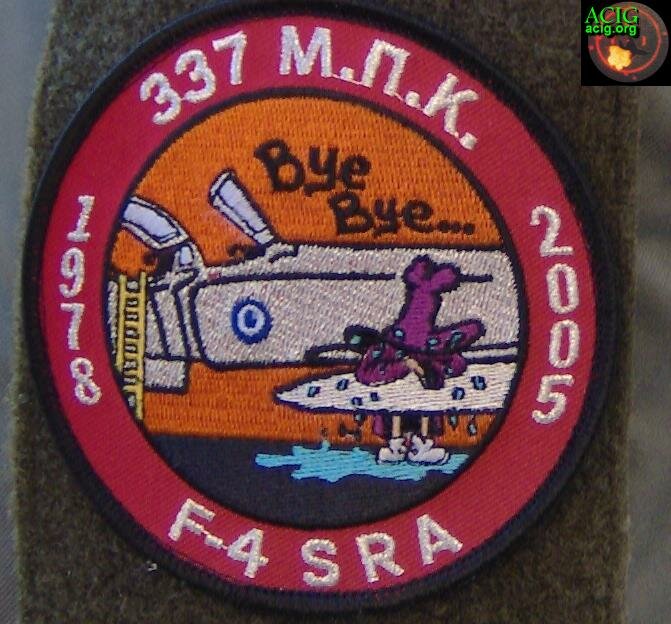 ACIG
acig.org
337 Μ.Π.Κ.
Bye
Bye...
1978
2005
F-4 SRA